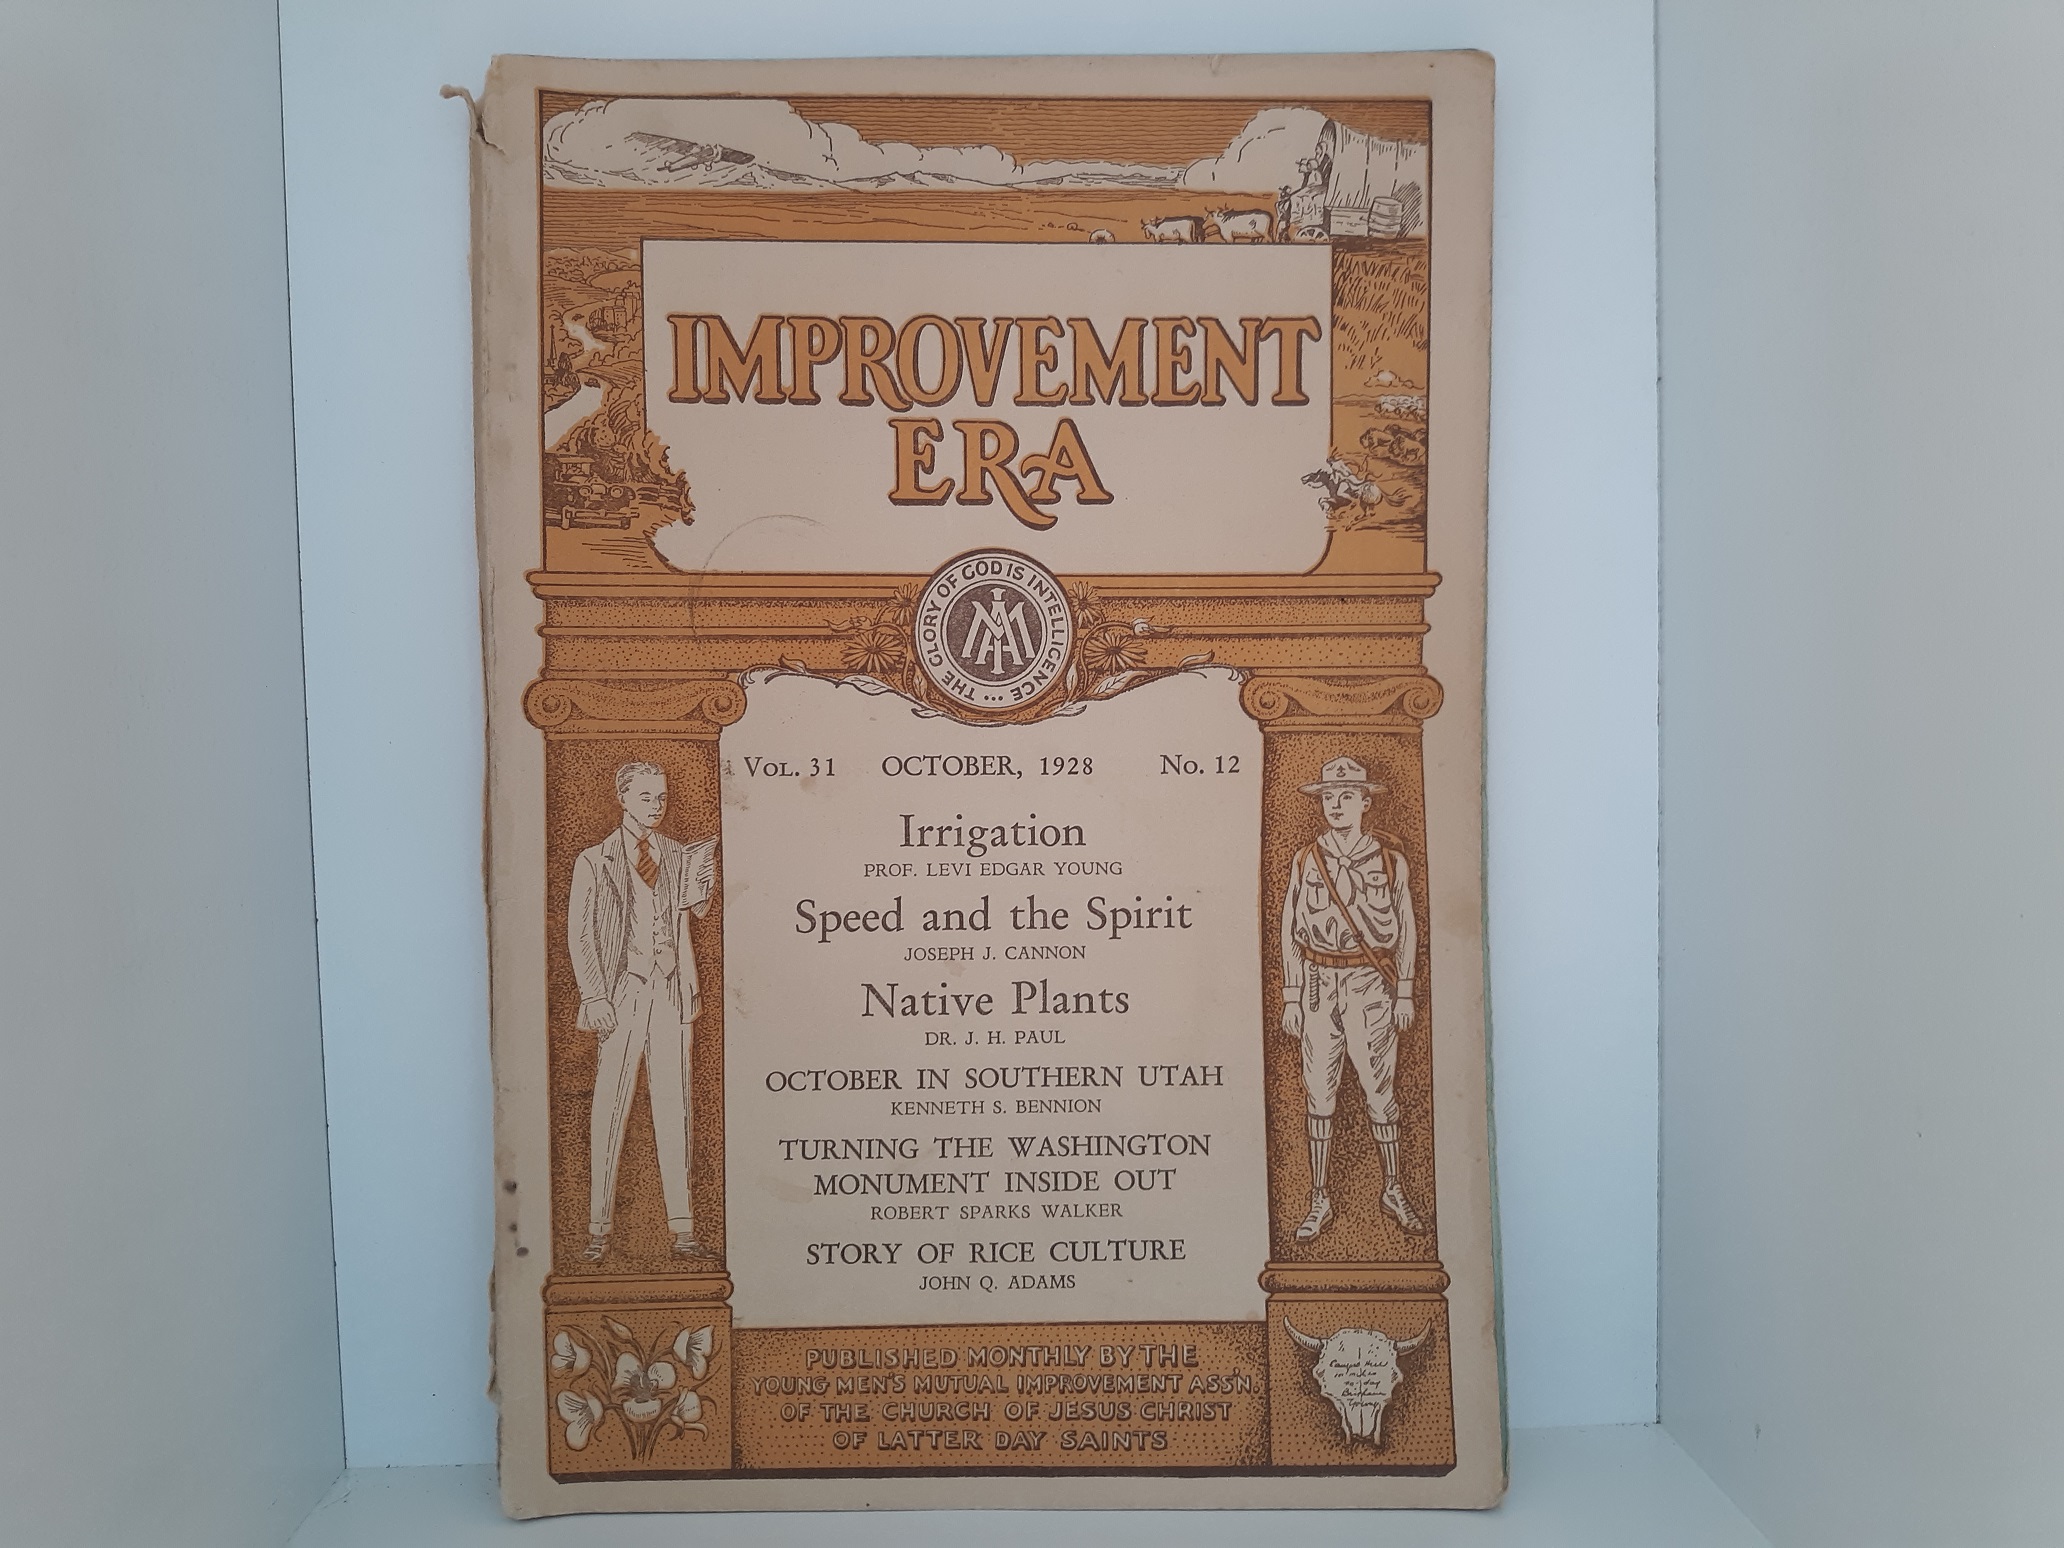 IMPROVEMENT
ERA
THE GLORY OF GOD IS INTELLIGENCE
YMMIA
VOL. 31 OCTOBER, 1928 NO. 12
Irrigation
PROF. LEVI EDGAR YOUNG
Speed and the Spirit
JOSEPH J. CANNON
Native Plants
DR. J. H. PAUL
OCTOBER IN SOUTHERN UTAH
KENNETH S. BENNION
TURNING THE WASHINGTON
MONUMENT INSIDE OUT
ROBERT SPARKS WALKER
STORY OF RICE CULTURE
JOHN Q. ADAMS
PUBLISHED MONTHLY BY THE
YOUNG MEN'S MUTUAL IMPROVEMENT ASS'N.
OF THE CHURCH OF JESUS CHRIST
OF LATTER DAY SAINTS
Brigham
Young